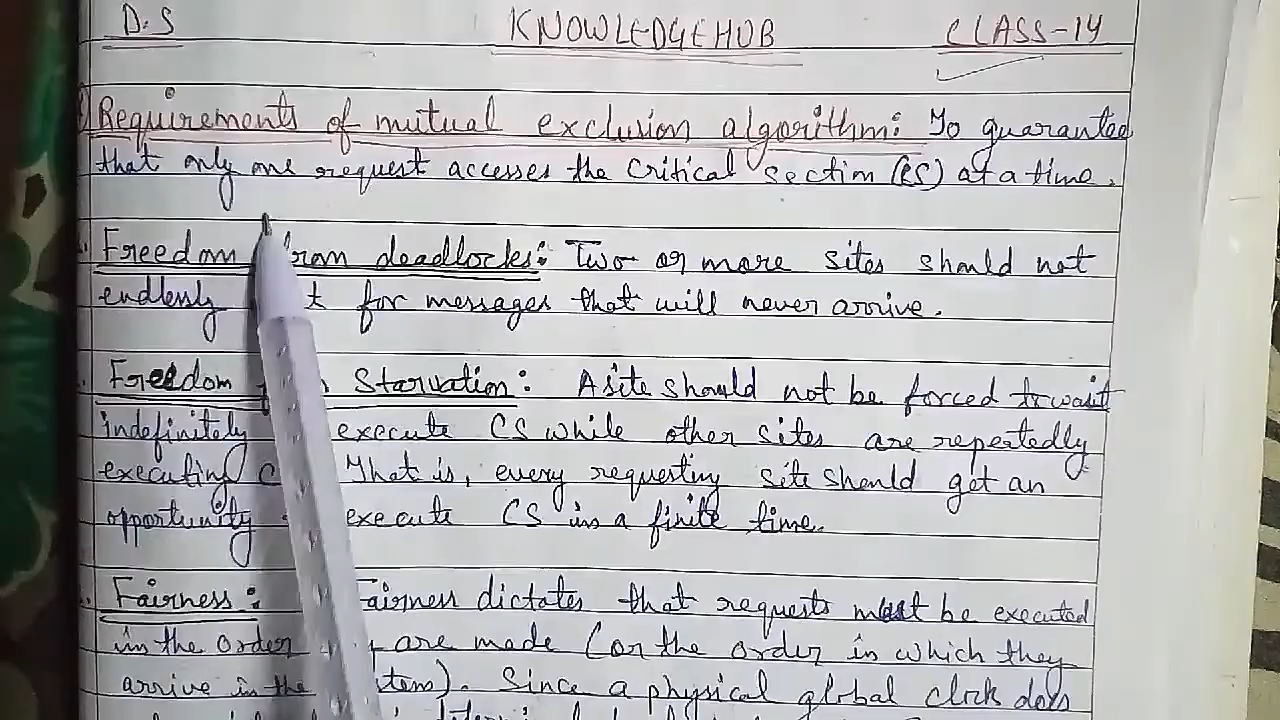 D.S KNOWLEDGEHUB CLASS-14
Requirements of mutual exclusion algorithm: To guarantee
that only one request accesses the critical section (CS) at a time.
Freedom from deadlocks: Two or more sites should not
endlessly for messages that will never arrive.
Freedom Starvation: A site should not be forced to wait
indefinitely execute CS while other sites are repeatedly
executing That is, every requesting site should get an
opportunity execute CS in a finite time.
Fairness: Fairness dictates that requests must be executed
in the order are made (or the order in which they
arrive in the Since a physical global clock does